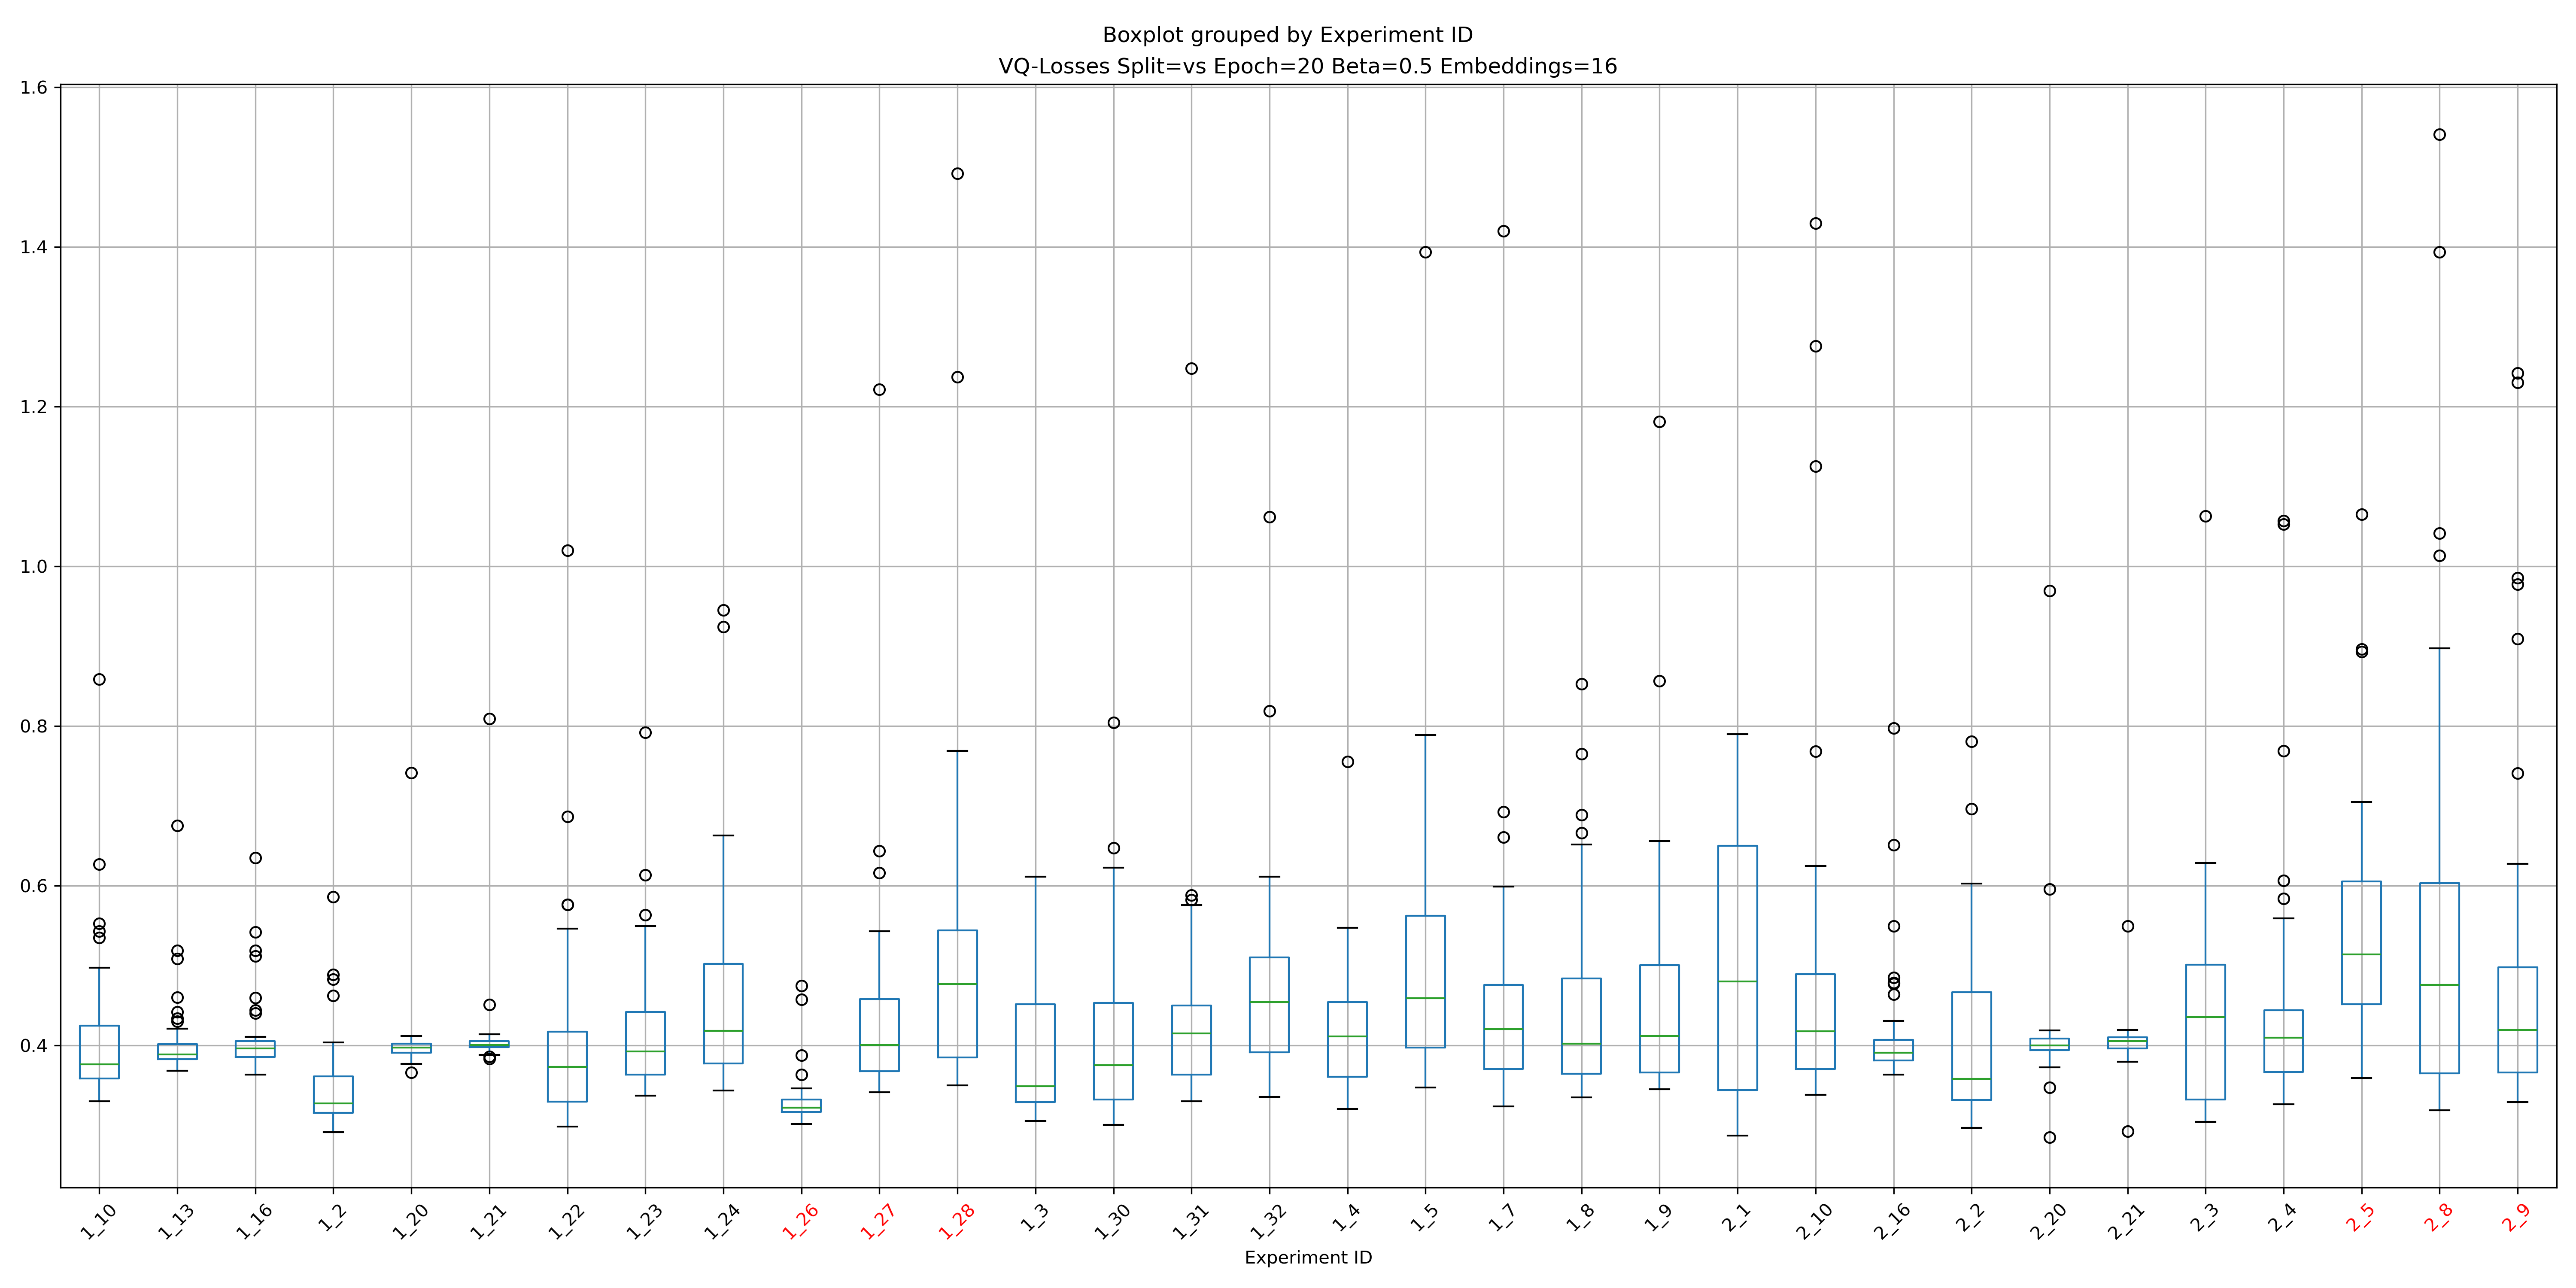 Boxplot grouped by Experiment ID
VQ-Losses Split=vs Epoch=20 Beta=0.5 Embeddings=16
1.6
1.4
1.2
1.0
0.8
0.6
0.4
1_10 1_13 1_16 1_2 1_20 1_21 1_22 1_23 1_24 1_26 1_27 1_28 1_3 1_30 1_31 1_32 1_4 1_5 1_7 1_8 1_9 2_1 2_10 2_16 2_2 2_20 2_21 2_3 2_4 2_5 2_8 2_9
Experiment ID